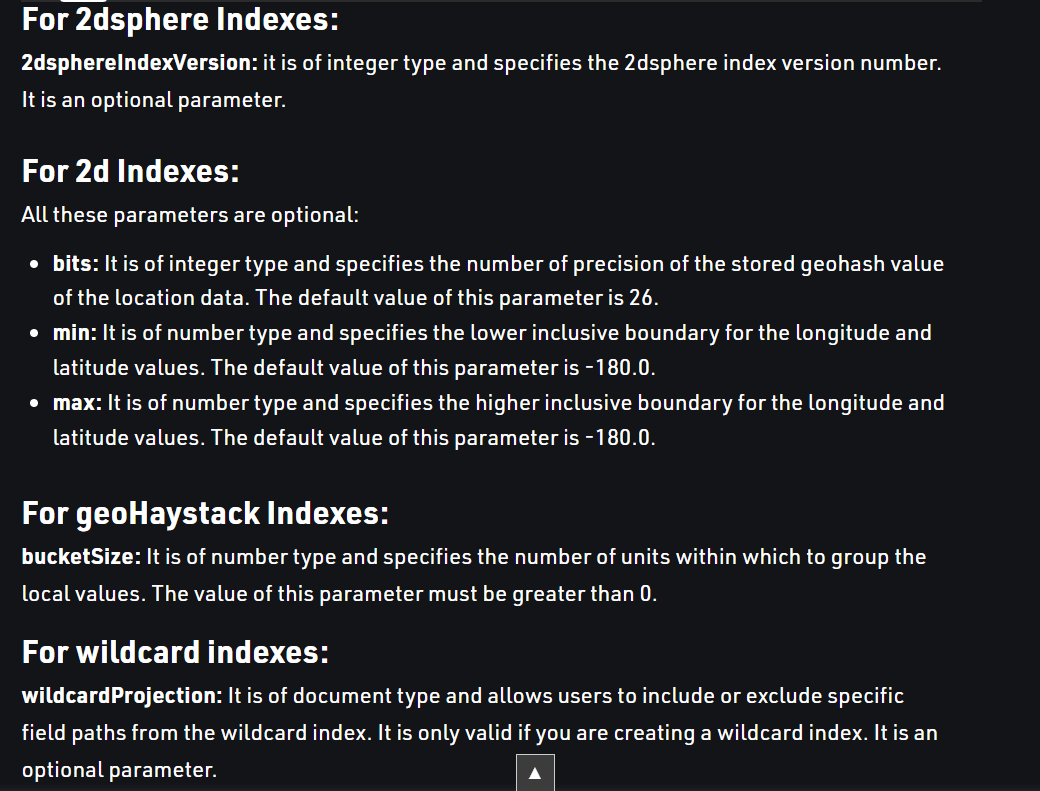 For 2dsphere Indexes:
2dsphereIndexVersion: it is of integer type and specifies the 2dsphere index version number.
It is an optional parameter.
For 2d Indexes:
All these parameters are optional:
• bits: It is of integer type and specifies the number of precision of the stored geohash value
of the location data. The default value of this parameter is 26.
• min: It is of number type and specifies the lower inclusive boundary for the longitude and
latitude values. The default value of this parameter is -180.0.
• max: It is of number type and specifies the higher inclusive boundary for the longitude and
latitude values. The default value of this parameter is -180.0.
For geoHaystack Indexes:
bucketSize: It is of number type and specifies the number of units within which to group the
local values. The value of this parameter must be greater than 0.
For wildcard indexes:
wildcardProjection: It is of document type and allows users to include or exclude specific
field paths from the wildcard index. It is only valid if you are creating a wildcard index. It is an
optional parameter.
▲